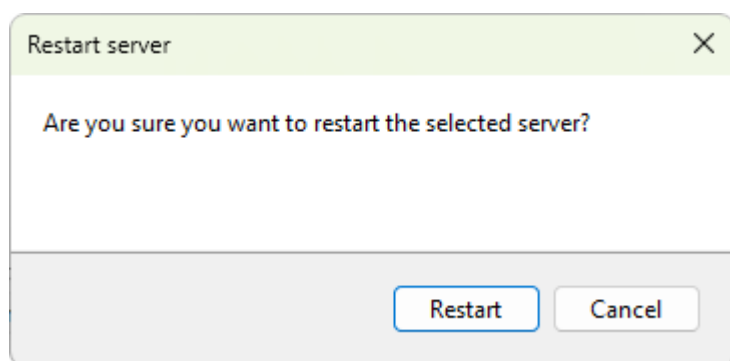 Restart server
Are you sure you want to restart the selected server?
Restart
Cancel